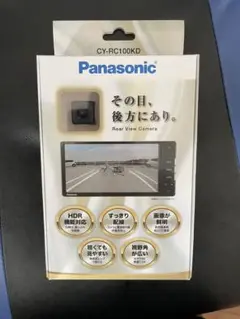 CY-RC100KD
Panasonic
その目、
後方にあり。
Rear View Camera
HDR
機能対応
すっきり
配線
画像が
鮮明
暗くても
見やすい
視野角
が広い